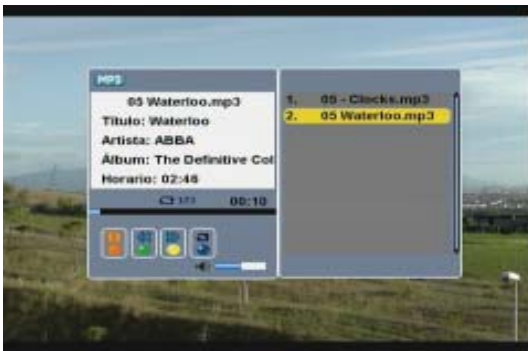 MP3
05 Waterloo.mp3
Título: Waterloo
Artista: ABBA
Álbum: The Definitive Col
Horario: 02:46
00:10
1. 05 - Clocks.mp3
2. 05 Waterloo.mp3